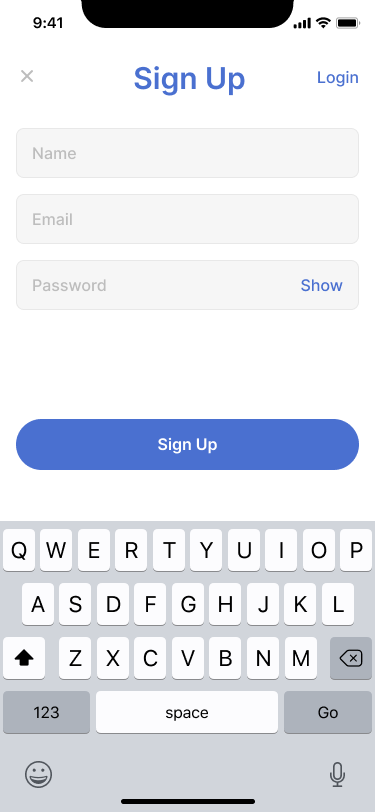 9:41
Sign Up
Login
Name
Email
Password
Show
Sign Up
Q W E R T Y U I O P
A S D F G H J K L
Z X C V B N M
123 space Go